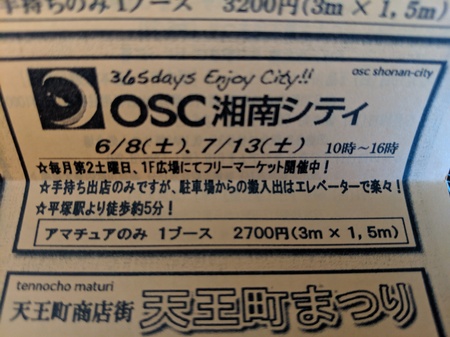 手持ちのみ 1ブース 3200円(3m × 1,5m)
365days Enjoy City!!
osc shonan-city
OSC湘南シティ
6/8(土)、7/13(土) 10時～16時
★毎月第2土曜日、1F広場にてフリーマーケット開催中！
☆手持ち出店のみですが、駐車場からの搬入出はエレベーターで楽々！
☆平塚駅より徒歩約5分！
アマチュアのみ 1ブース 2700円(3m × 1,5m)
tennocho maturi
天王町商店街 天王町まつり